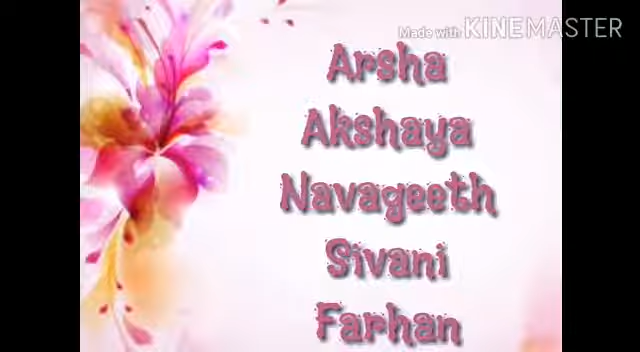 Made with KINEMASTER
Arsha
Akshaya
Navageeth
Sivani
Farhan